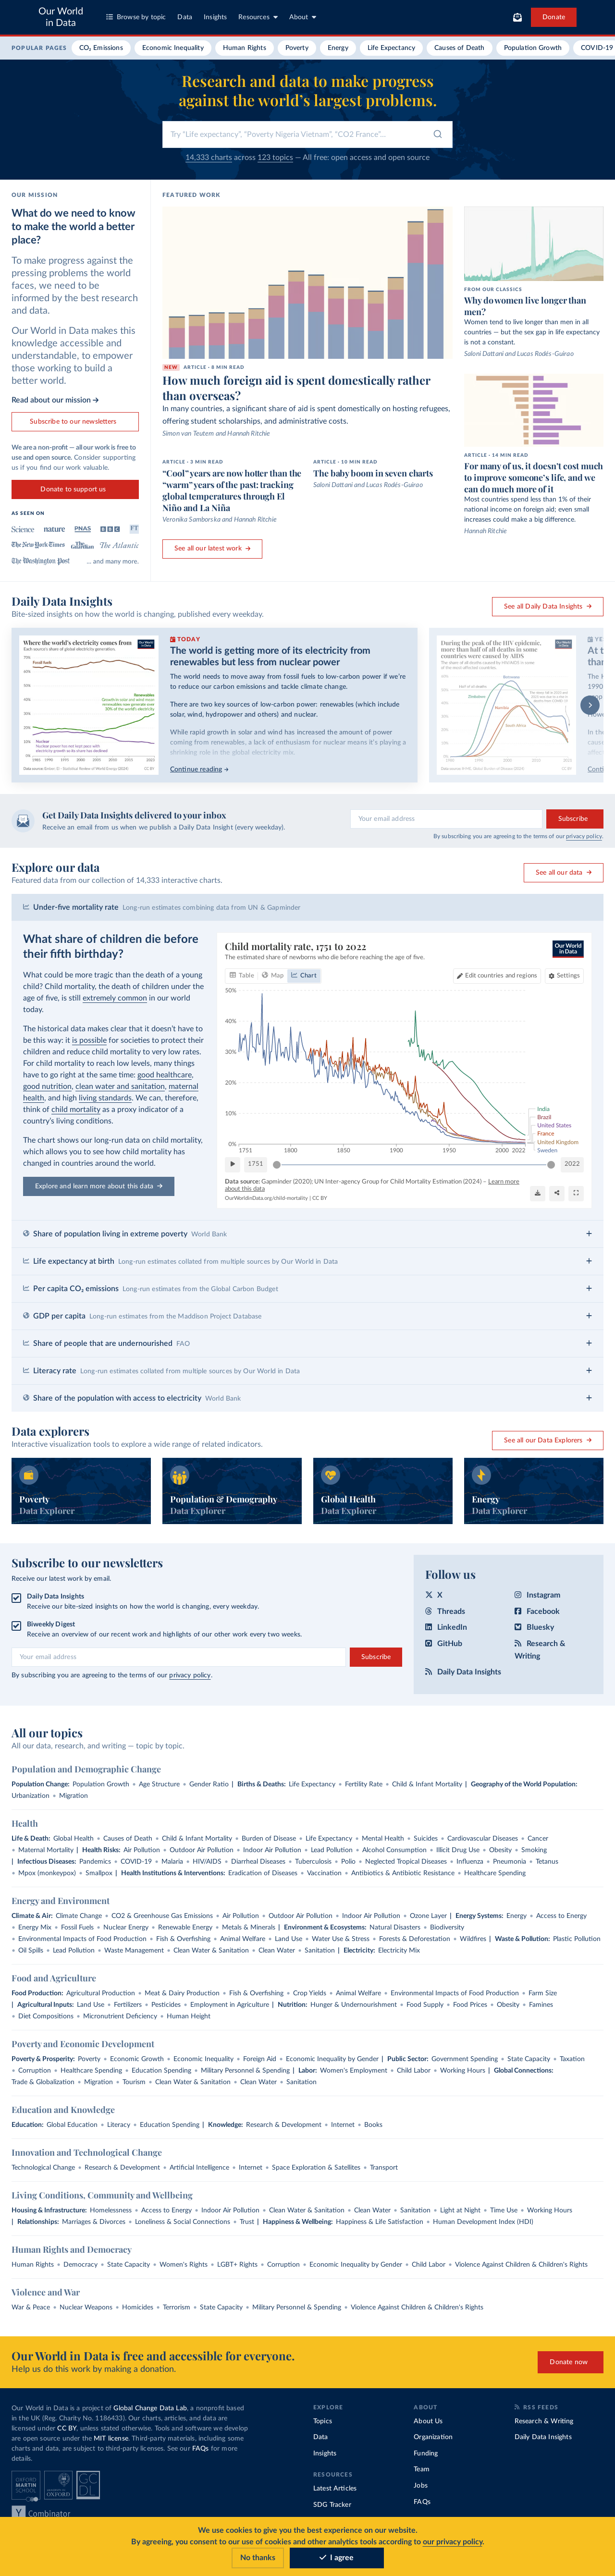 Our World
in Data
Browse by topic
Data
Insights
Resources
About
Donate
POPULAR PAGES
CO₂ Emissions
Economic Inequality
Human Rights
Poverty
Energy
Life Expectancy
Causes of Death
Population Growth
COVID-19
Research and data to make progress
against the world's largest problems.
Try "Life expectancy", "Poverty Nigeria Vietnam", "CO2 France"...
14,333 charts across 123 topics — All free: open access and open source
OUR MISSION
What do we need to know
to make the world a better
place?
To make progress against the
pressing problems the world
faces, we need to be
informed by the best research
and data.
Our World in Data makes this
knowledge accessible and
understandable, to empower
those working to build a
better world.
Read about our mission →
Subscribe to our newsletters
We are a non-profit — all our work is free to
use and open source. Consider supporting
us if you find our work valuable.
Donate to support us
AS SEEN ON
Science
nature
PNAS
BBC
FT
The New York Times
The Guardian
The Atlantic
The Washington Post
... and many more.
FEATURED WORK
NEW ARTICLE - 8 MIN READ
How much foreign aid is spent domestically rather
than overseas?
In many countries, a significant share of aid is spent domestically on hosting refugees,
offering student scholarships, and administrative costs.
Simon van Teutem and Hannah Ritchie
ARTICLE - 3 MIN READ
"Cool" years are now hotter than the
"warm" years of the past: tracking
global temperatures through El
Niño and La Niña
Veronika Samborska and Hannah Ritchie
ARTICLE - 10 MIN READ
The baby boom in seven charts
Saloni Dattani and Lucas Rodés-Guirao
See all our latest work →
FROM OUR CLASSICS
Why do women live longer than
men?
Women tend to live longer than men in all
countries — but the sex gap in life expectancy
is not a constant.
Saloni Dattani and Lucas Rodés-Guirao
ARTICLE - 14 MIN READ
For many of us, it doesn't cost much
to improve someone's life, and we
can do much more of it
Most countries spend less than 1% of their
national income on foreign aid; even small
increases could make a big difference.
Hannah Ritchie
Daily Data Insights
Bite-sized insights on how the world is changing, published every weekday.
See all Daily Data Insights →
Where the world's electricity comes from
Each source's share of global electricity generation.
Fossil fuels
Renewables
Nuclear
TODAY
The world is getting more of its electricity from
renewables but less from nuclear power
The world needs to move away from fossil fuels to low-carbon power if we're
to reduce our carbon emissions and tackle climate change.
There are two key sources of low-carbon power: renewables (which include
solar, wind, hydropower and others) and nuclear.
While rapid growth in solar and wind has increased the amount of power
coming from renewables, a lack of enthusiasm for nuclear means it's playing a
shrinking role in the global electricity mix.
Continue reading →
During the peak of the HIV epidemic,
more than half of all deaths in some
countries were caused by AIDS
Botswana
Zimbabwe
Namibia
South Africa
Get Daily Data Insights delivered to your inbox
Receive an email from us when we publish a Daily Data Insight (every weekday).
Your email address
Subscribe
By subscribing you are agreeing to the terms of our privacy policy.
Explore our data
Featured data from our collection of 14,333 interactive charts.
See all our data →
Under-five mortality rate Long-run estimates combining data from UN & Gapminder
What share of children die before
their fifth birthday?
What could be more tragic than the death of a young
child? Child mortality, the death of children under the
age of five, is still extremely common in our world
today.
The historical data makes clear that it doesn't have to
be this way: it is possible for societies to protect their
children and reduce child mortality to very low rates.
For child mortality to reach low levels, many things
have to go right at the same time: good healthcare,
good nutrition, clean water and sanitation, maternal
health, and high living standards. We can, therefore,
think of child mortality as a proxy indicator of a
country's living conditions.
The chart shows our long-run data on child mortality,
which allows you to see how child mortality has
changed in countries around the world.
Explore and learn more about this data →
Child mortality rate, 1751 to 2022
The estimated share of newborns who die before reaching the age of five.
Our World
in Data
Table
Map
Chart
Edit countries and regions
Settings
50%
40%
30%
20%
10%
0%
1751
1800
1850
1900
1950
2000
2022
India
Brazil
United States
France
United Kingdom
Sweden
1751
2022
Data source: Gapminder (2020); UN Inter-agency Group for Child Mortality Estimation (2024) – Learn more
about this data
OurWorldinData.org/child-mortality | CC BY
Share of population living in extreme poverty World Bank
Life expectancy at birth Long-run estimates collated from multiple sources by Our World in Data
Per capita CO₂ emissions Long-run estimates from the Global Carbon Budget
GDP per capita Long-run estimates from the Maddison Project Database
Share of people that are undernourished FAO
Literacy rate Long-run estimates collated from multiple sources by Our World in Data
Share of the population with access to electricity World Bank
Data explorers
Interactive visualization tools to explore a wide range of related indicators.
See all our Data Explorers →
Poverty
Data Explorer
Population & Demography
Data Explorer
Global Health
Data Explorer
Energy
Data Explorer
Subscribe to our newsletters
Receive our latest work by email.
Daily Data Insights
Receive our bite-sized insights on how the world is changing, every weekday.
Biweekly Digest
Receive an overview of our recent work and highlights of our other work every two weeks.
Your email address
Subscribe
By subscribing you are agreeing to the terms of our privacy policy.
Follow us
X
Threads
LinkedIn
GitHub
Daily Data Insights
Instagram
Facebook
Bluesky
Research &
Writing
All our topics
All our data, research, and writing — topic by topic.
Population and Demographic Change
Population Change: Population Growth • Age Structure • Gender Ratio | Births & Deaths: Life Expectancy • Fertility Rate • Child & Infant Mortality | Geography of the World Population:
Urbanization • Migration
Health
Life & Death: Global Health • Causes of Death • Child & Infant Mortality • Burden of Disease • Life Expectancy • Mental Health • Suicides • Cardiovascular Diseases • Cancer
• Maternal Mortality | Health Risks: Air Pollution • Outdoor Air Pollution • Indoor Air Pollution • Lead Pollution • Alcohol Consumption • Illicit Drug Use • Obesity • Smoking
| Infectious Diseases: Pandemics • COVID-19 • Malaria • HIV/AIDS • Diarrheal Diseases • Tuberculosis • Polio • Neglected Tropical Diseases • Influenza • Pneumonia • Tetanus
• Mpox (monkeypox) • Smallpox | Health Institutions & Interventions: Eradication of Diseases • Vaccination • Antibiotics & Antibiotic Resistance • Healthcare Spending
Energy and Environment
Climate & Air: Climate Change • CO2 & Greenhouse Gas Emissions • Air Pollution • Outdoor Air Pollution • Indoor Air Pollution • Ozone Layer | Energy Systems: Energy • Access to Energy
• Energy Mix • Fossil Fuels • Nuclear Energy • Renewable Energy • Metals & Minerals | Environment & Ecosystems: Natural Disasters • Biodiversity
• Environmental Impacts of Food Production • Fish & Overfishing • Animal Welfare • Land Use • Water Use & Stress • Forests & Deforestation • Wildfires | Waste & Pollution: Plastic Pollution
• Oil Spills • Lead Pollution • Waste Management • Clean Water & Sanitation • Clean Water • Sanitation | Electricity: Electricity Mix
Food and Agriculture
Food Production: Agricultural Production • Meat & Dairy Production • Fish & Overfishing • Crop Yields • Animal Welfare • Environmental Impacts of Food Production • Farm Size
| Agricultural Inputs: Land Use • Fertilizers • Pesticides • Employment in Agriculture | Nutrition: Hunger & Undernourishment • Food Supply • Food Prices • Obesity • Famines
• Diet Compositions • Micronutrient Deficiency • Human Height
Poverty and Economic Development
Poverty & Prosperity: Poverty • Economic Growth • Economic Inequality • Foreign Aid • Economic Inequality by Gender | Public Sector: Government Spending • State Capacity • Taxation
• Corruption • Healthcare Spending • Education Spending • Military Personnel & Spending | Labor: Women's Employment • Child Labor • Working Hours | Global Connections:
Trade & Globalization • Migration • Tourism • Clean Water & Sanitation • Clean Water • Sanitation
Education and Knowledge
Education: Global Education • Literacy • Education Spending | Knowledge: Research & Development • Internet • Books
Innovation and Technological Change
Technological Change • Research & Development • Artificial Intelligence • Internet • Space Exploration & Satellites • Transport
Living Conditions, Community and Wellbeing
Housing & Infrastructure: Homelessness • Access to Energy • Indoor Air Pollution • Clean Water & Sanitation • Clean Water • Sanitation • Light at Night • Time Use • Working Hours
| Relationships: Marriages & Divorces • Loneliness & Social Connections • Trust | Happiness & Wellbeing: Happiness & Life Satisfaction • Human Development Index (HDI)
Human Rights and Democracy
Human Rights • Democracy • State Capacity • Women's Rights • LGBT+ Rights • Corruption • Economic Inequality by Gender • Child Labor • Violence Against Children & Children's Rights
Violence and War
War & Peace • Nuclear Weapons • Homicides • Terrorism • State Capacity • Military Personnel & Spending • Violence Against Children & Children's Rights
Our World in Data is free and accessible for everyone.
Help us do this work by making a donation.
Donate now
Our World in Data is a project of Global Change Data Lab, a nonprofit based
in the UK (Reg. Charity No. 1186433). Our charts, articles, and data are
licensed under CC BY, unless stated otherwise. Tools and software we develop
are open source under the MIT license. Third-party materials, including some
charts and data, are subject to third-party licenses. See our FAQs for more
details.
OXFORD
MARTIN
SCHOOL
UNIVERSITY OF
OXFORD
GC
DL
Y Combinator
EXPLORE
Topics
Data
Insights
RESOURCES
Latest Articles
SDG Tracker
ABOUT
About Us
Organization
Funding
Team
Jobs
FAQs
RSS FEEDS
Research & Writing
Daily Data Insights
We use cookies to give you the best experience on our website.
By agreeing, you consent to our use of cookies and other analytics tools according to our privacy policy.
No thanks
I agree